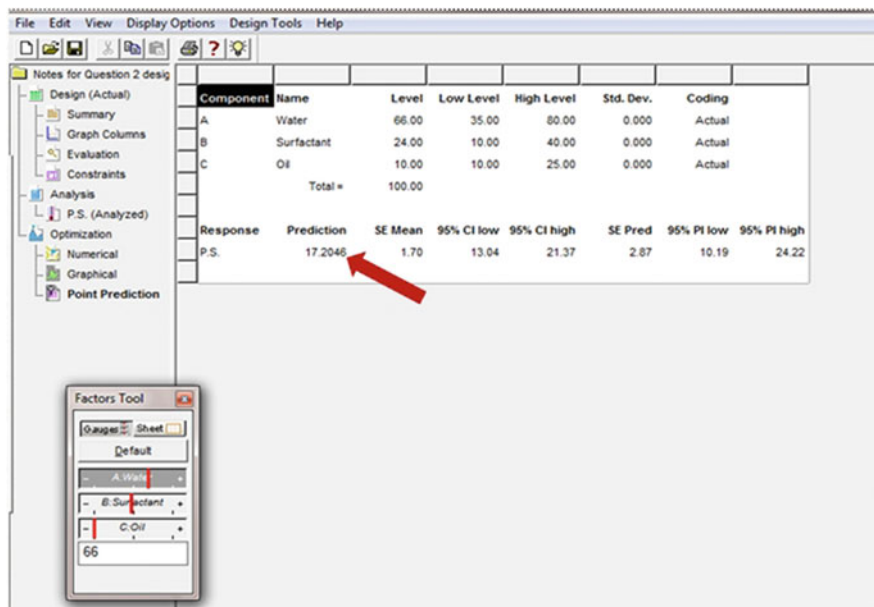 File Edit View Display Options Design Tools Help
Notes for Question 2 desig
Design (Actual)
Summary
Graph Columns
Evaluation
Constraints
Analysis
P.S. (Analyzed)
Optimization
Numerical
Graphical
Point Prediction
Component Name Level Low Level High Level Std. Dev. Coding
A Water 66.00 35.00 80.00 0.000 Actual
B Surfactant 24.00 10.00 40.00 0.000 Actual
C Oil 10.00 10.00 25.00 0.000 Actual
Total = 100.00
Response Prediction SE Mean 95% CI low 95% CI high SE Pred 95% PI low 95% PI high
P.S. 17.2046 1.70 13.04 21.37 2.87 10.19 24.22
Factors Tool
Gauges Sheet
Default
- A:Water +
- B:Surfactant +
- C:Oil +
66